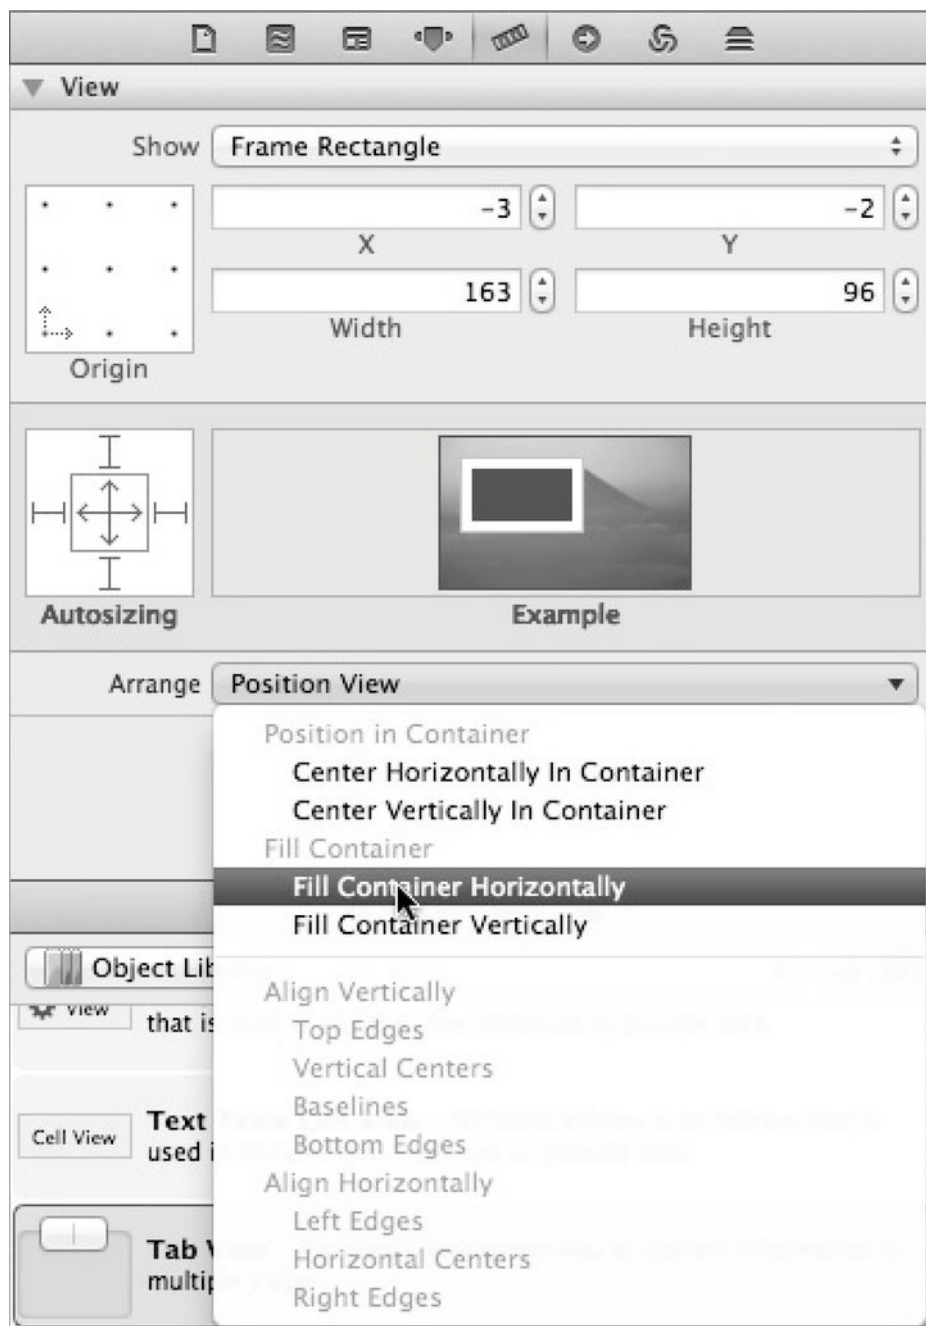 View
Show Frame Rectangle
-3 -2
X Y
163 96
Width Height
Origin
Autosizing Example
Arrange Position View
Position in Container
Center Horizontally In Container
Center Vertically In Container
Fill Container
Fill Container Horizontally
Fill Container Vertically
Object Lib
Align Vertically
View that is
Top Edges
Vertical Centers
Baselines
Text
Cell View
used i
Bottom Edges
Align Horizontally
Left Edges
Tab V
Horizontal Centers
multip
Right Edges